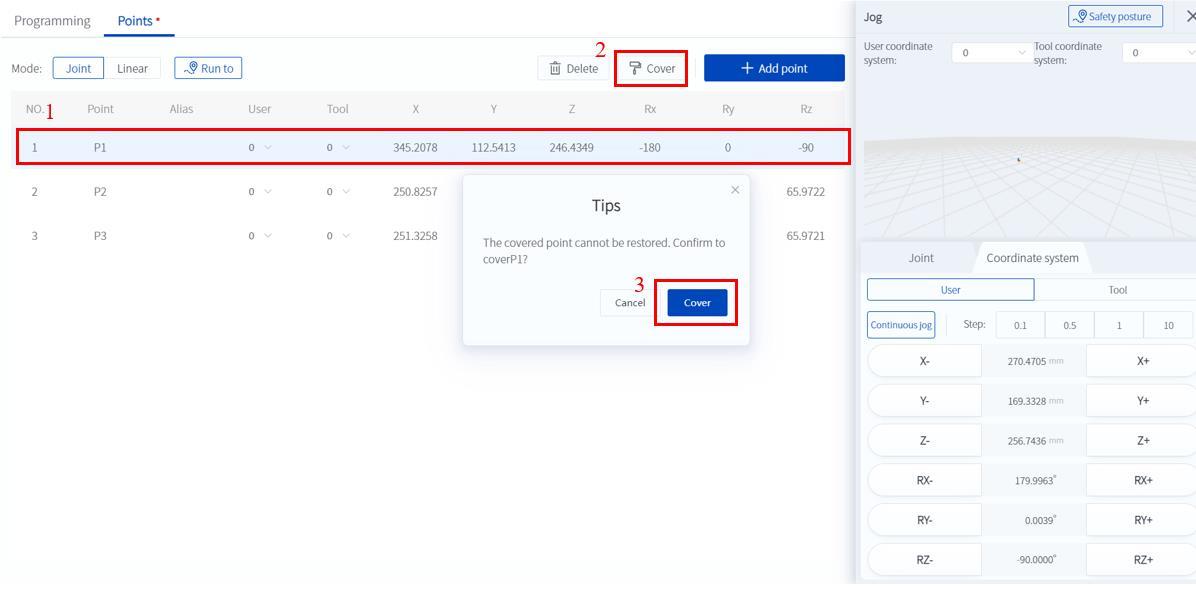 Programming Points •
Mode: Joint Linear Run to
2
Delete Cover + Add point
NO. Point Alias User Tool X Y Z Rx Ry Rz
1
1 P1 0 0 345.2078 112.5413 246.4349 -180 0 -90
2 P2 0 0 250.8257 65.9722
3 P3 0 0 251.3258 65.9721
Tips
The covered point cannot be restored. Confirm to
coverP1?
3
Cancel Cover
Jog Safety posture
User coordinate
system: 0
Tool coordinate
system: 0
Joint Coordinate system
User Tool
Continuous jog Step: 0.1 0.5 1 10
X- 270.4705 mm X+
Y- 169.3328 mm Y+
Z- 256.7436 mm Z+
RX- 179.9963° RX+
RY- 0.0039° RY+
RZ- -90.0000° RZ+